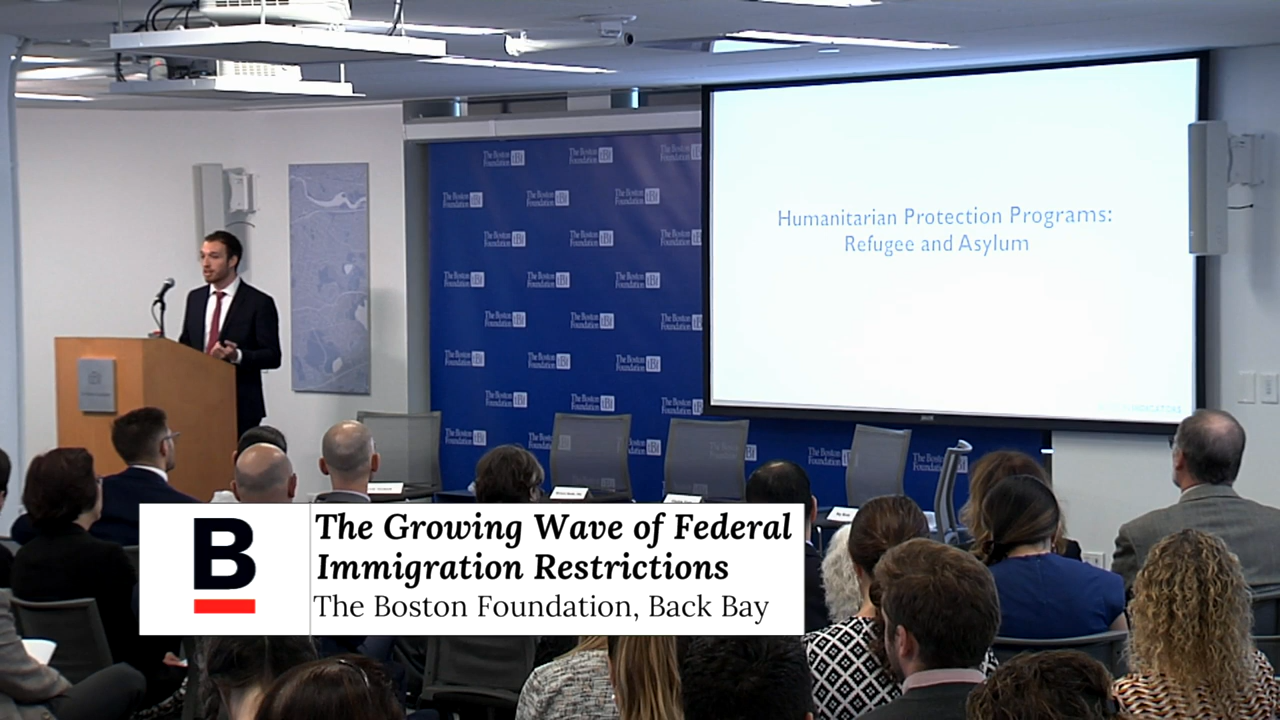 Humanitarian Protection Programs:
Refugee and Asylum
The Boston
Foundation
tBf
B
The Growing Wave of Federal
Immigration Restrictions
The Boston Foundation, Back Bay